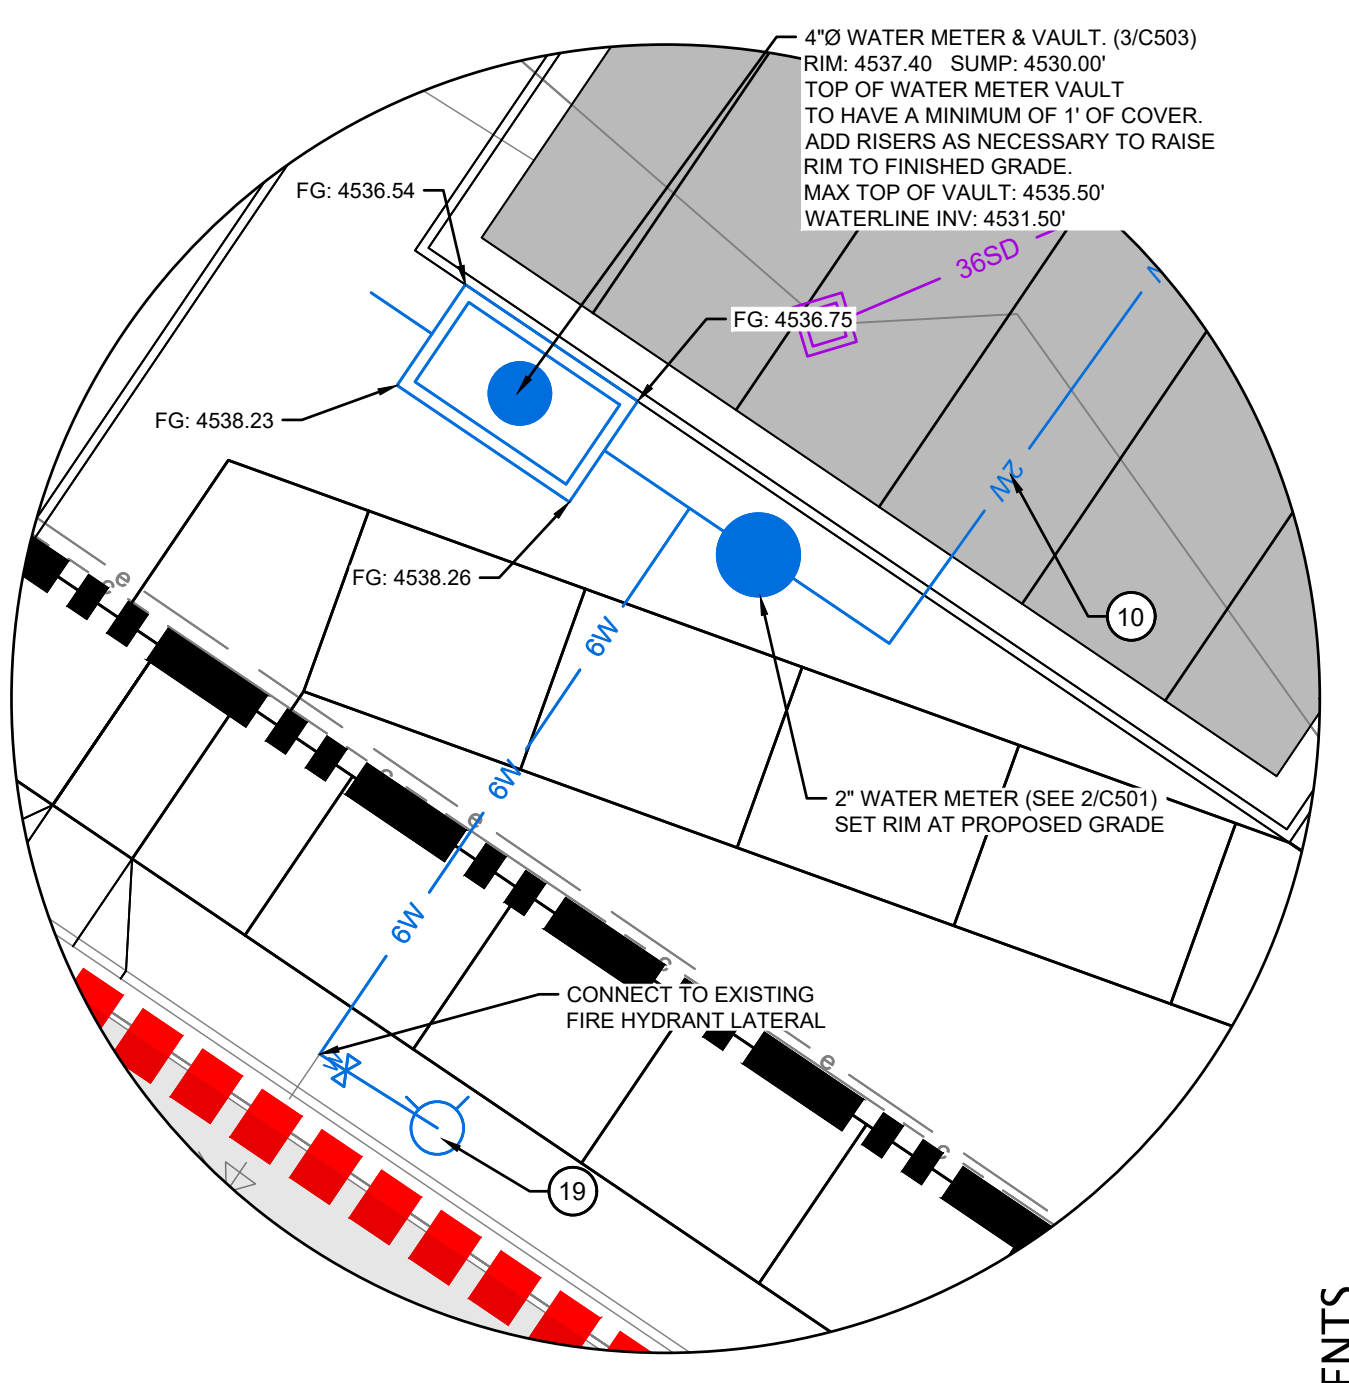 4"Ø WATER METER & VAULT. (3/C503)
RIM: 4537.40 SUMP: 4530.00'
TOP OF WATER METER VAULT
TO HAVE A MINIMUM OF 1' OF COVER.
ADD RISERS AS NECESSARY TO RAISE
RIM TO FINISHED GRADE.
MAX TOP OF VAULT: 4535.50'
WATERLINE INV: 4531.50'
FG: 4536.54
36SD
FG: 4536.75
FG: 4538.23
2W
FG: 4538.26
e
10
6W
6W
2" WATER METER (SEE 2/C501)
SET RIM AT PROPOSED GRADE
e
6W
CONNECT TO EXISTING
FIRE HYDRANT LATERAL
e
W
19
ENTS